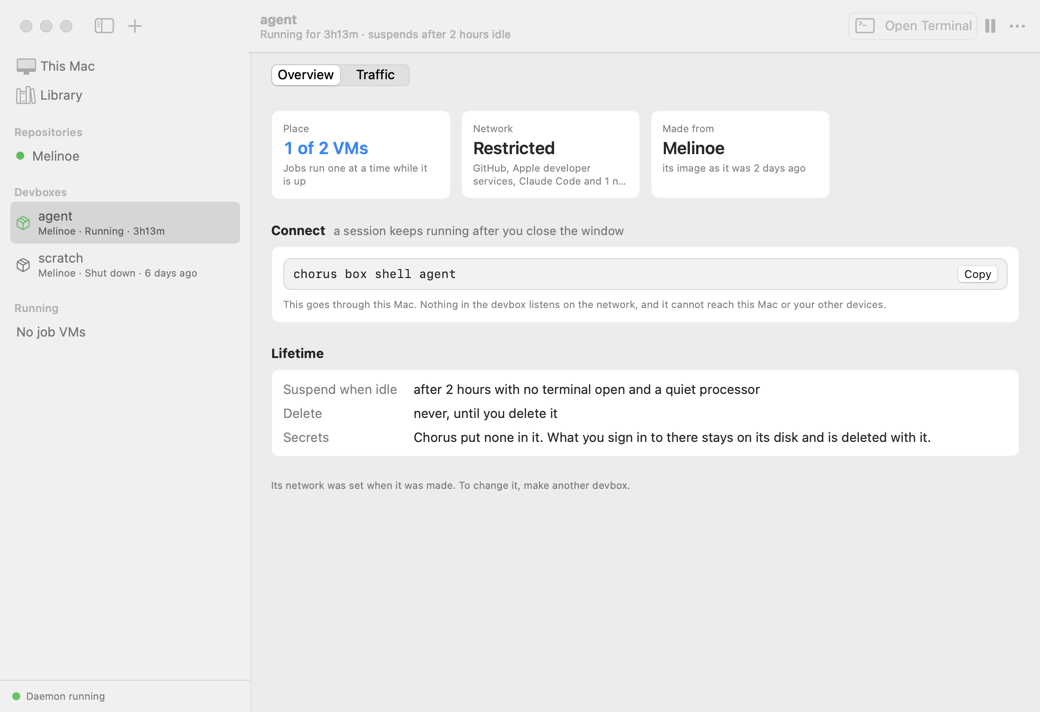 agent
Running for 3h13m · suspends after 2 hours idle
Open Terminal
This Mac
Library
Repositories
Melinoe
Devboxes
agent
Melinoe · Running · 3h13m
scratch
Melinoe · Shut down · 6 days ago
Running
No job VMs
Daemon running
Overview
Traffic
Place
1 of 2 VMs
Jobs run one at a time while it
is up
Network
Restricted
GitHub, Apple developer
services, Claude Code and 1 n...
Made from
Melinoe
its image as it was 2 days ago
Connect a session keeps running after you close the window
chorus box shell agent
Copy
This goes through this Mac. Nothing in the devbox listens on the network, and it cannot reach this Mac or your other devices.
Lifetime
Suspend when idle after 2 hours with no terminal open and a quiet processor
Delete never, until you delete it
Secrets Chorus put none in it. What you sign in to there stays on its disk and is deleted with it.
Its network was set when it was made. To change it, make another devbox.